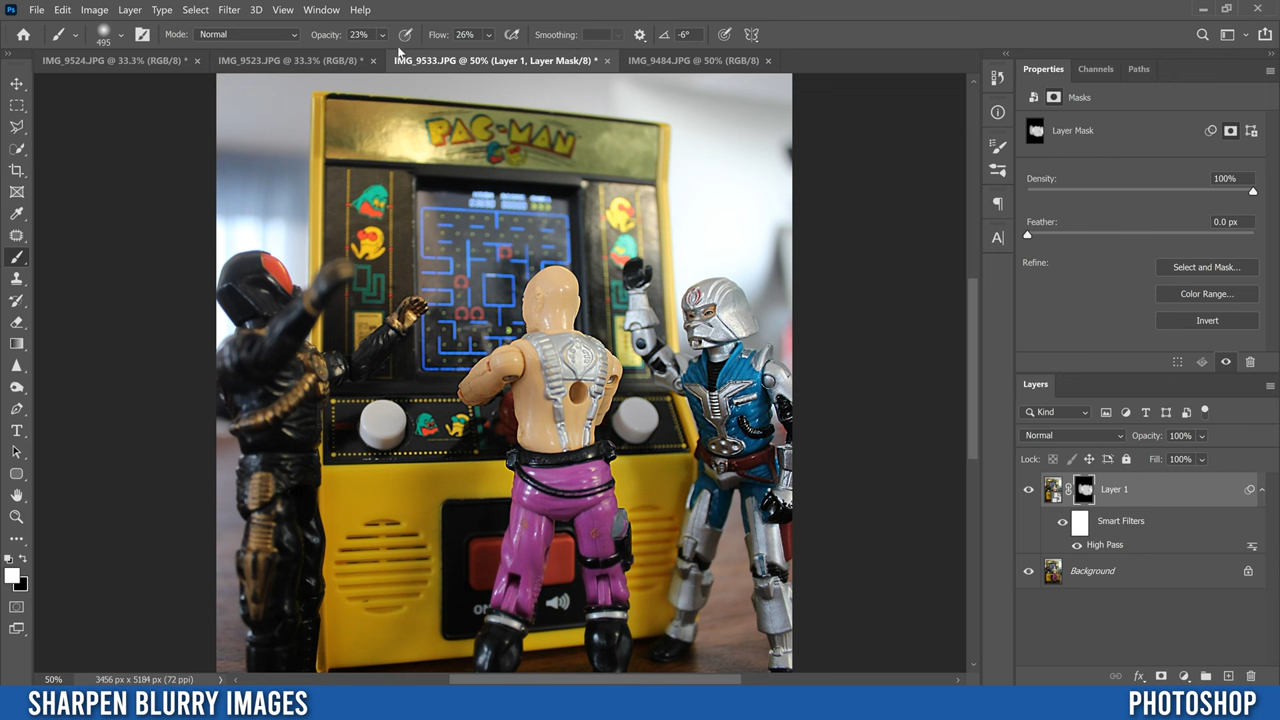 Ps File Edit Image Layer Type Select Filter 3D View Window Help
495 Mode: Normal Opacity: 23% Flow: 26% Smoothing: -6°
IMG_9524.JPG @ 33.3% (RGB/8) * × IMG_9523.JPG @ 33.3% (RGB/8) * × IMG_9533.JPG @ 50% (Layer 1, Layer Mask/8) * × IMG_9484.JPG @ 50% (RGB/8) ×
Properties Channels Paths
Masks
Layer Mask
Density: 100%
Feather: 0.0 px
Refine: Select and Mask...
Color Range...
Invert
PAC-MAN
Layers
Kind
Normal Opacity: 100%
Lock: Fill: 100%
Layer 1
Smart Filters
High Pass
Background
50% 3456 px x 5184 px (72 ppi)
SHARPEN BLURRY IMAGES PHOTOSHOP